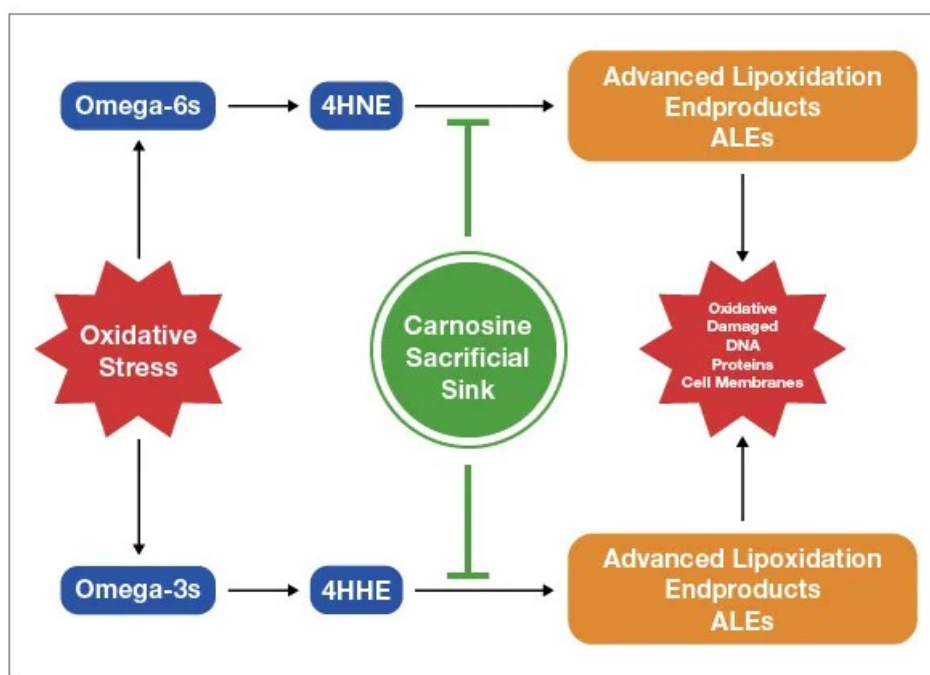 Omega-6s
4HNE
Advanced Lipoxidation
Endproducts
ALEs
Oxidative
Stress
Carnosine
Sacrificial
Sink
Oxidative
Damaged
DNA
Proteins
Cell Membranes
Omega-3s
4HHE
Advanced Lipoxidation
Endproducts
ALEs